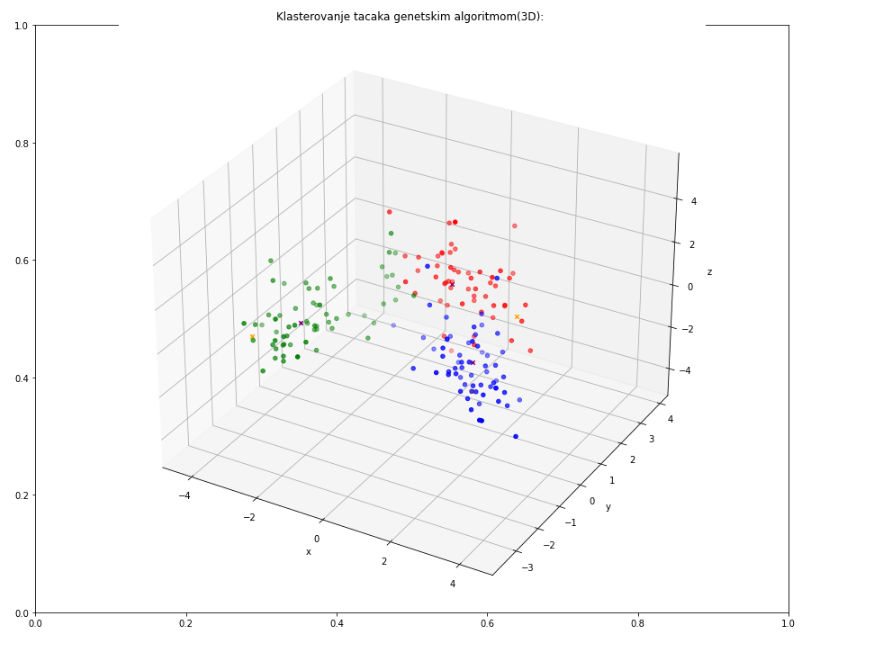 Klasterovanje tacaka genetskim algoritmom(3D):
1.0
0.8
0.6
0.4
0.2
0.0
0.0 0.2 0.4 0.6 0.8 1.0
−4 −2 0 2 4
x
−3 −2 −1 0 1 2 3 4
y
4
2
0
−2
−4
z